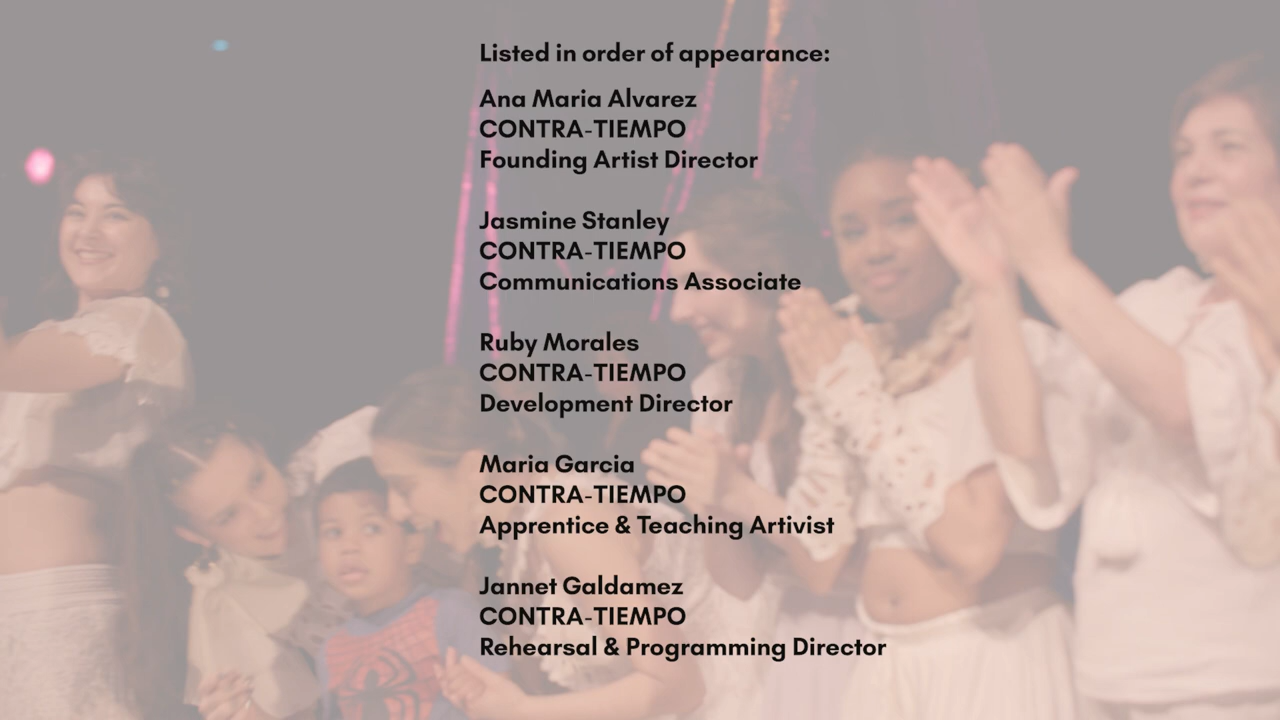 Listed in order of appearance:
Ana Maria Alvarez
CONTRA-TIEMPO
Founding Artist Director
Jasmine Stanley
CONTRA-TIEMPO
Communications Associate
Ruby Morales
CONTRA-TIEMPO
Development Director
Maria Garcia
CONTRA-TIEMPO
Apprentice & Teaching Artivist
Jannet Galdamez
CONTRA-TIEMPO
Rehearsal & Programming Director